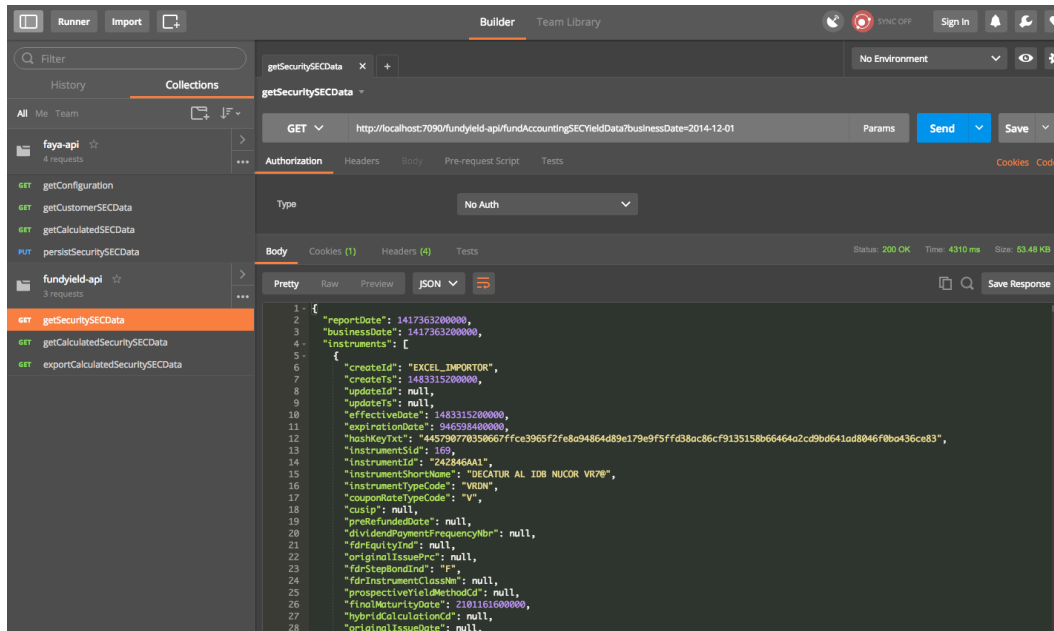 Runner Import Builder Team Library SYNC OFF Sign In
Filter
History Collections
All Me Team
faya-api
4 requests
GET getConfiguration
GET getCustomerSECData
GET getCalculatedSECData
PUT persistSecuritySECData
fundyield-api
3 requests
GET getSecuritySECData
GET getCalculatedSecuritySECData
GET exportCalculatedSecuritySECData
getSecuritySECData × + No Environment
getSecuritySECData
GET http://localhost:7090/fundyield-api/fundAccountingSECYieldData?businessDate=2014-12-01 Params Send Save
Authorization Headers Body Pre-request Script Tests Cookies Code
Type No Auth
Body Cookies (1) Headers (4) Tests Status: 200 OK Time: 4310 ms Size: 53.48 KB
Pretty Raw Preview JSON Save Response
1 {
2 "reportDate": 1417363200000,
3 "businessDate": 1417363200000,
4 "instruments": [
5 {
6 "createId": "EXCEL_IMPORTOR",
7 "createTs": 1483315200000,
8 "updateId": null,
9 "updateTs": null,
10 "effectiveDate": 1483315200000,
11 "expirationDate": 946598400000,
12 "hashKeyTxt": "445790770350667ffce3965f2fe8a94864d89e179e9f5ffd38ac86cf9135158b66464a2cd9bd641ad8046f0ba436ce83",
13 "instrumentSid": 169,
14 "instrumentId": "242846AA1",
15 "instrumentShortName": "DECATUR AL IDB NUCOR VR7@",
16 "instrumentTypeCode": "VRDN",
17 "couponRateTypeCode": "V",
18 "cusip": null,
19 "preRefundedDate": null,
20 "dividendPaymentFrequencyNbr": null,
21 "fdrEquityInd": null,
22 "originalIssuePrc": null,
23 "fdrStepBondInd": "F",
24 "fdrInstrumentClassNm": null,
25 "prospectiveYieldMethodCd": null,
26 "finalMaturityDate": 2101161600000,
27 "hybridCalculationCd": null,
28 "originalIssueDate": null,